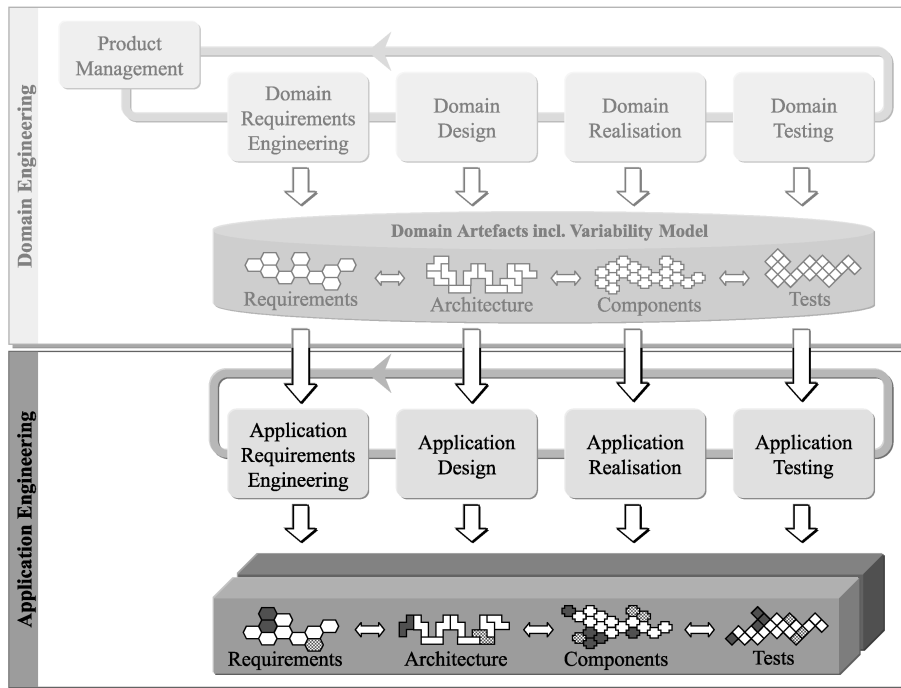 Domain Engineering
Product
Management
Domain
Requirements
Engineering
Domain
Design
Domain
Realisation
Domain
Testing
Domain Artefacts incl. Variability Model
Requirements
Architecture
Components
Tests
Application Engineering
Application
Requirements
Engineering
Application
Design
Application
Realisation
Application
Testing
Requirements
Architecture
Components
Tests